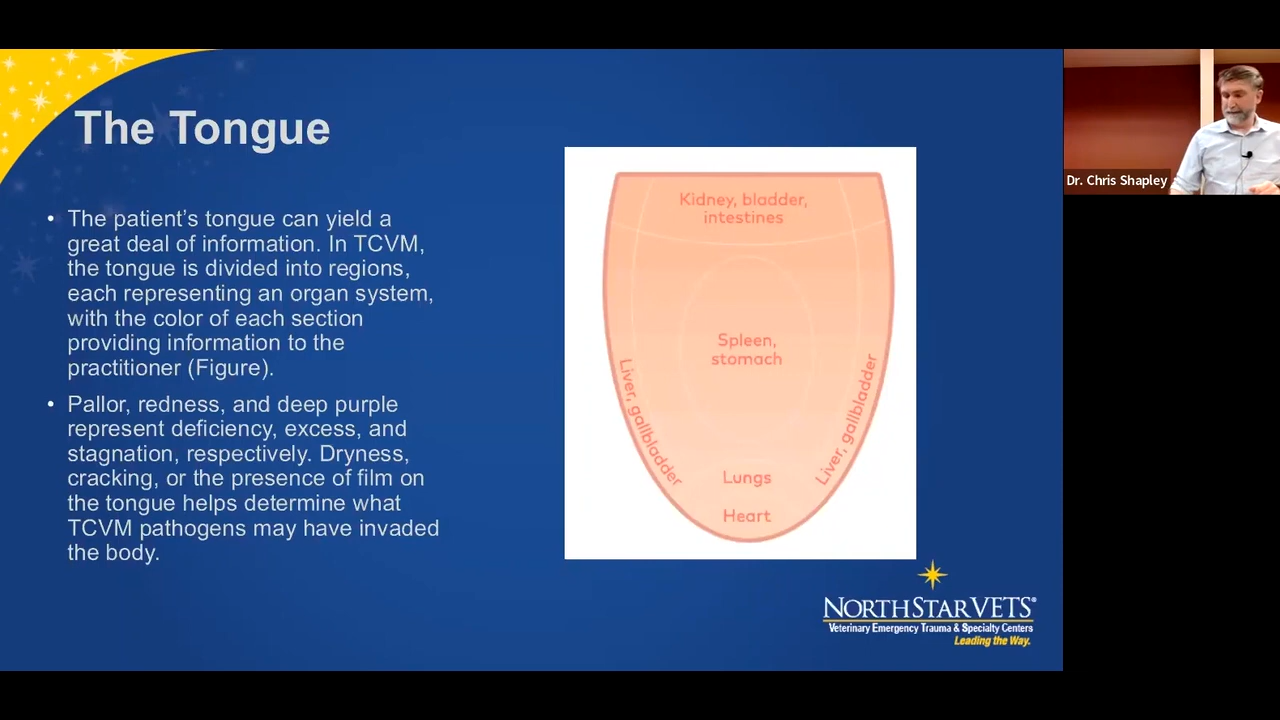 The Tongue
• The patient’s tongue can yield a
great deal of information. In TCVM,
the tongue is divided into regions,
each representing an organ system,
with the color of each section
providing information to the
practitioner (Figure).
• Pallor, redness, and deep purple
represent deficiency, excess, and
stagnation, respectively. Dryness,
cracking, or the presence of film on
the tongue helps determine what
TCVM pathogens may have invaded
the body.
Kidney, bladder,
intestines
Spleen,
stomach
Liver, gallbladder
Liver, gallbladder
Lungs
Heart
NORTHSTAR VETS®
Veterinary Emergency Trauma & Specialty Centers
Leading the Way.
Dr. Chris Shapley